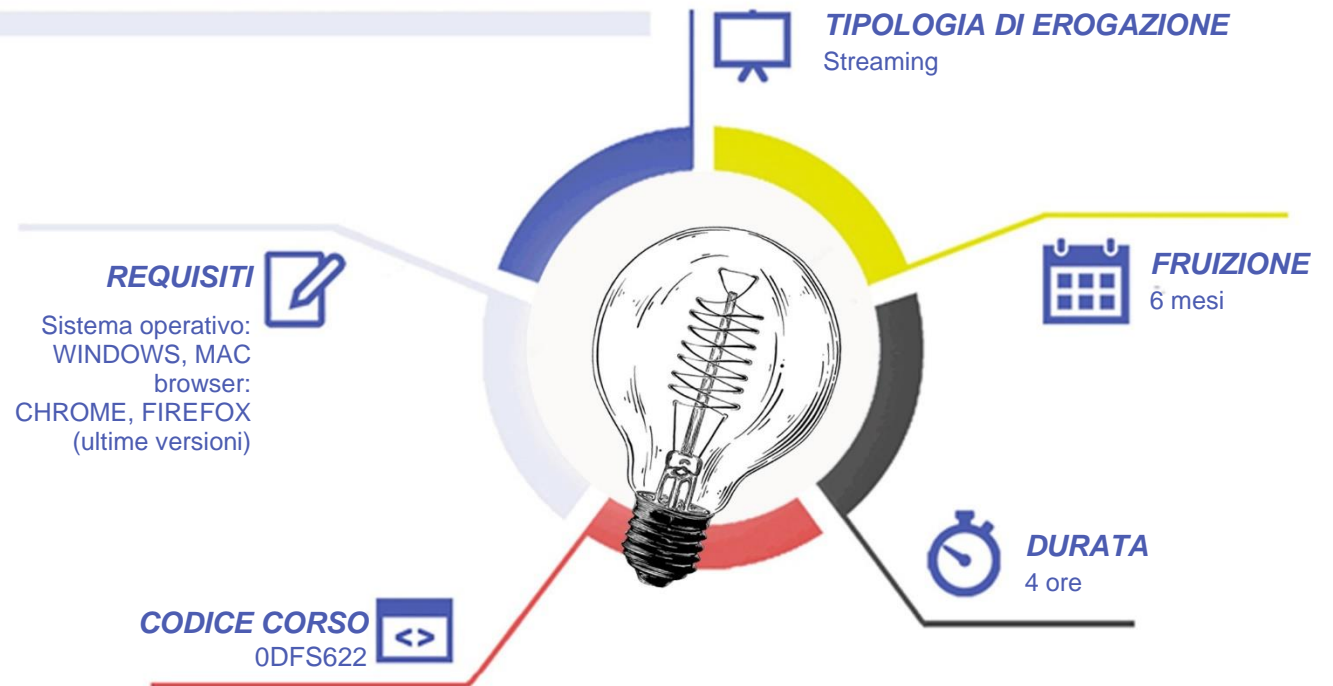 TIPOLOGIA DI EROGAZIONE
Streaming
REQUISITI
Sistema operativo:
WINDOWS, MAC
browser:
CHROME, FIREFOX
(ultime versioni)
FRUIZIONE
6 mesi
DURATA
4 ore
CODICE CORSO
0DFS622
<>